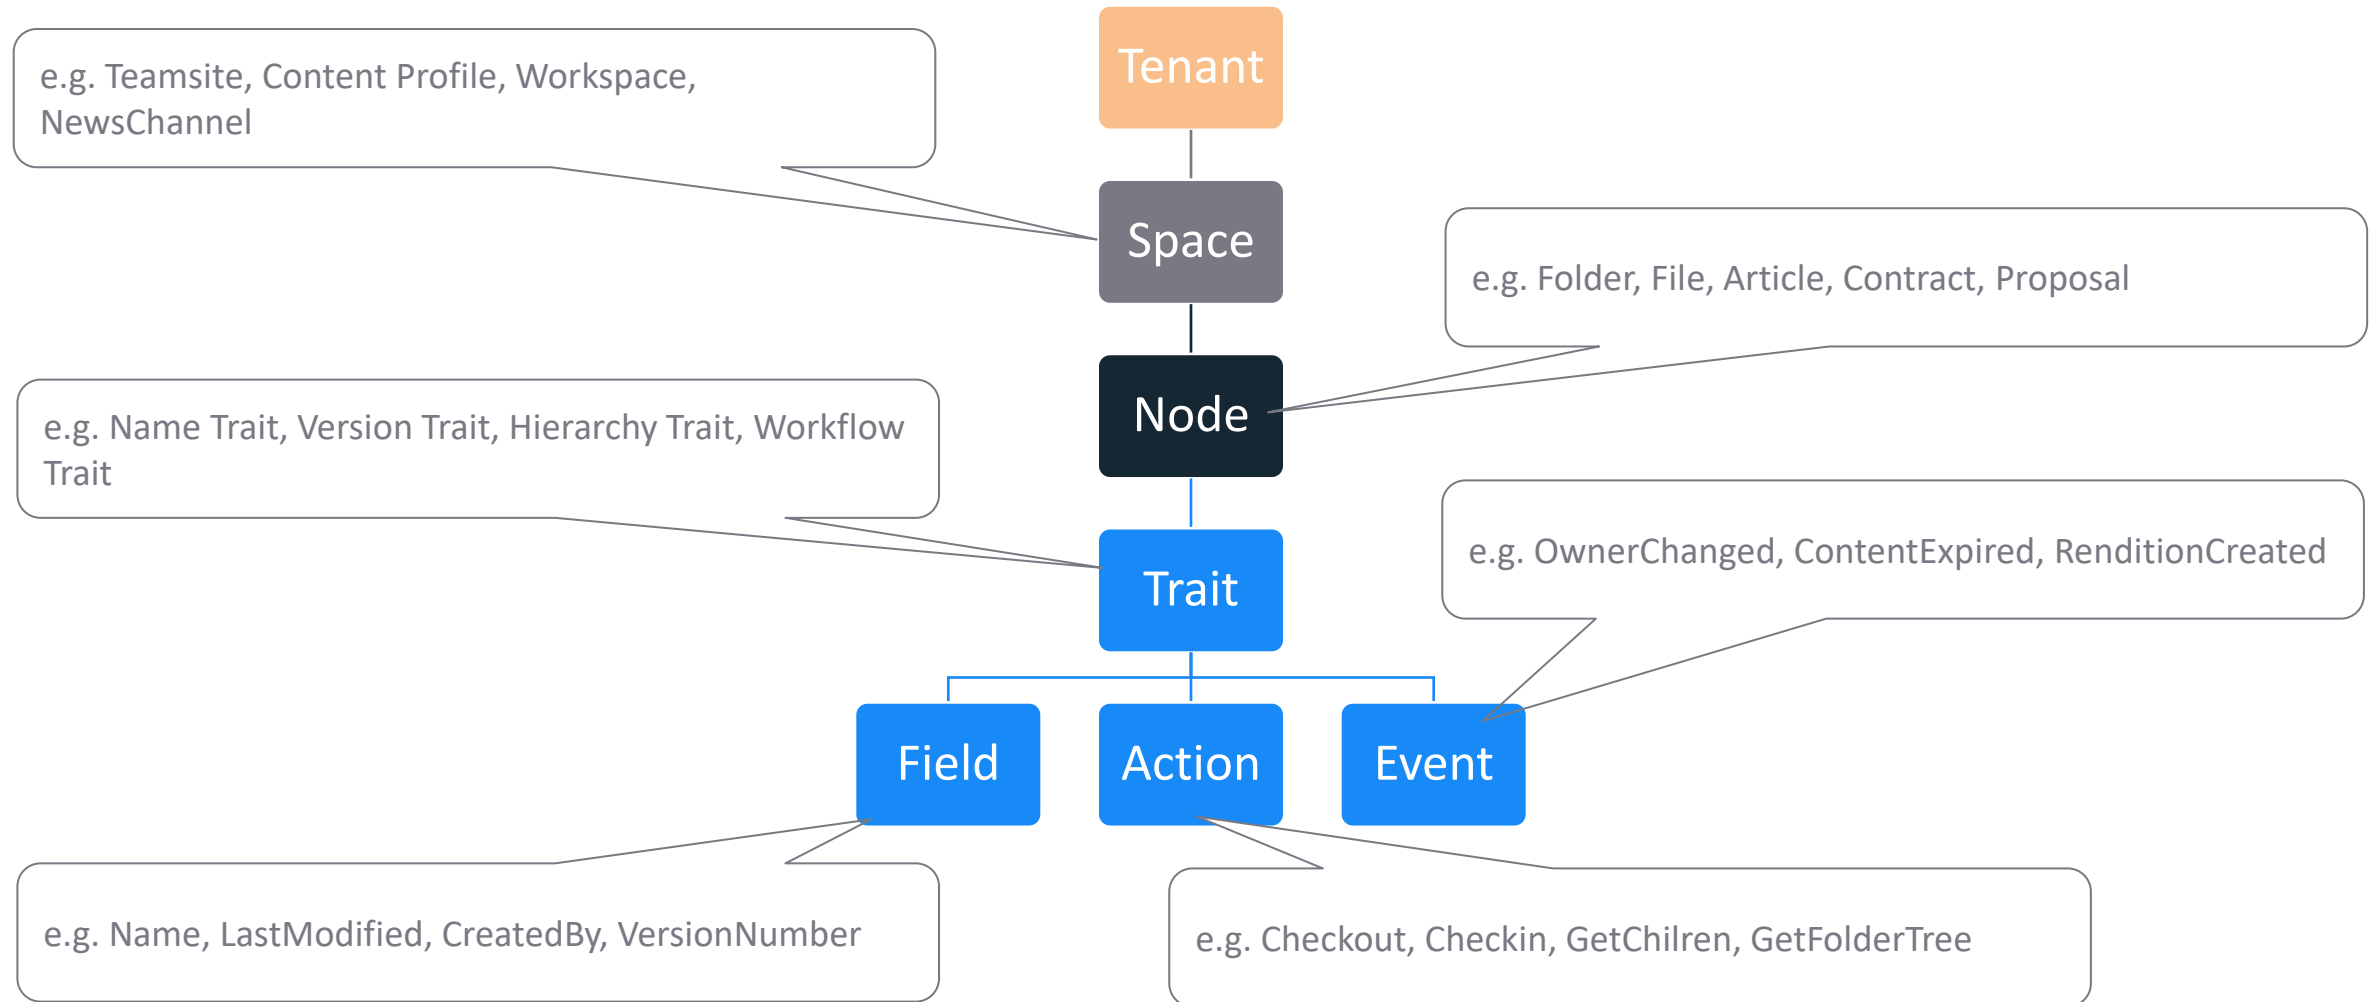 Tenant
e.g. Teamsite, Content Profile, Workspace,
NewsChannel
Space
e.g. Folder, File, Article, Contract, Proposal
Node
e.g. Name Trait, Version Trait, Hierarchy Trait, Workflow
Trait
Trait
e.g. OwnerChanged, ContentExpired, RenditionCreated
Field
Action
Event
e.g. Name, LastModified, CreatedBy, VersionNumber
e.g. Checkout, Checkin, GetChilren, GetFolderTree